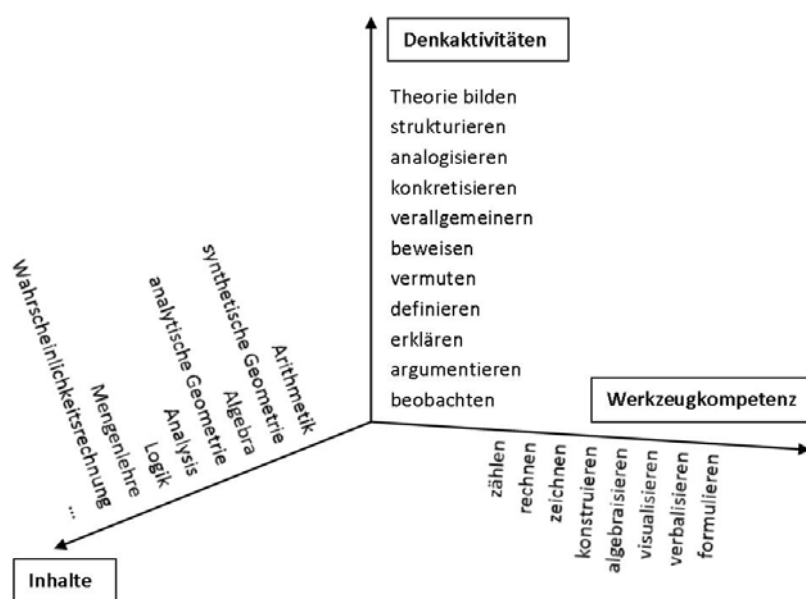 Denkaktivitäten
Theorie bilden
strukturieren
analogisieren
konkretisieren
verallgemeinern
beweisen
vermuten
definieren
erklären
argumentieren
beobachten
Werkzeugkompetenz
zählen
rechnen
zeichnen
konstruieren
algebraisieren
visualisieren
verbalisieren
formulieren
Arithmetik
synthetische Geometrie
Algebra
analytische Geometrie
Analysis
Logik
Mengenlehre
Wahrscheinlichkeitsrechnung
...
Inhalte